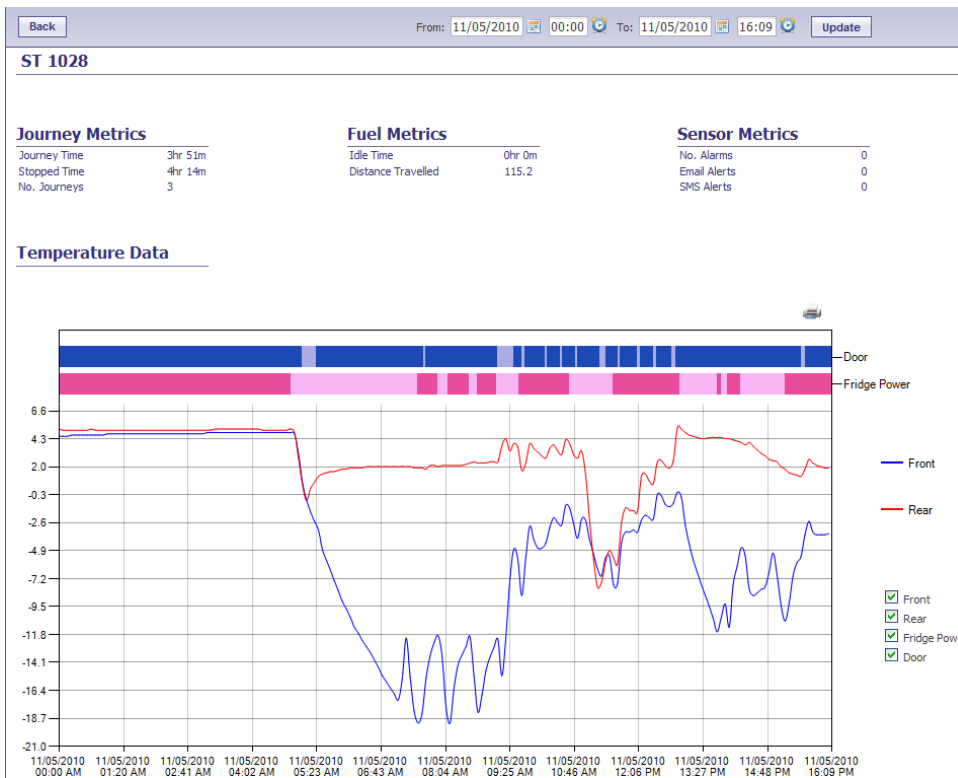 Back From: 11/05/2010 00:00 To: 11/05/2010 16:09 Update
ST 1028
Journey Metrics
Journey Time 3hr 51m
Stopped Time 4hr 14m
No. Journeys 3
Fuel Metrics
Idle Time 0hr 0m
Distance Travelled 115.2
Sensor Metrics
No. Alarms 0
Email Alerts 0
SMS Alerts 0
Temperature Data
Door
Fridge Power
6.6
4.3
2.0
-0.3
-2.6
-4.9
-7.2
-9.5
-11.8
-14.1
-16.4
-18.7
-21.0
Front
Rear
Front
Rear
Fridge Pow
Door
11/05/2010 11/05/2010 11/05/2010 11/05/2010 11/05/2010 11/05/2010 11/05/2010 11/05/2010 11/05/2010 11/05/2010 11/05/2010 11/05/2010 11/05/2010
00:00 AM 01:20 AM 02:41 AM 04:02 AM 05:23 AM 06:43 AM 08:04 AM 09:25 AM 10:46 AM 12:06 PM 13:27 PM 14:48 PM 16:09 PM